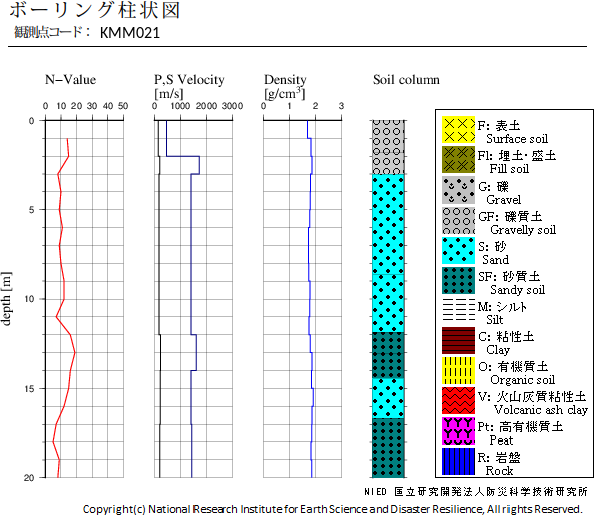 ボーリング柱状図
観測点コード： KMM021
N-Value
0 10 20 30 40 50
P,S Velocity
[m/s]
0 1000 2000 3000
Density
[g/cm³]
0 1 2 3
Soil column
depth [m]
0
5
10
15
20
F: 表土
Surface soil
Fl: 埋土・盛土
Fill soil
G: 礫
Gravel
GF: 礫質土
Gravelly soil
S: 砂
Sand
SF: 砂質土
Sandy soil
M: シルト
Silt
C: 粘性土
Clay
O: 有機質土
Organic soil
V: 火山灰質粘性土
Volcanic ash clay
Pt: 高有機質土
Peat
R: 岩盤
Rock
NIED 国立研究開発法人防災科学技術研究所
Copyright(c) National Research Institute for Earth Science and Disaster Resilience, All rights Reserved.